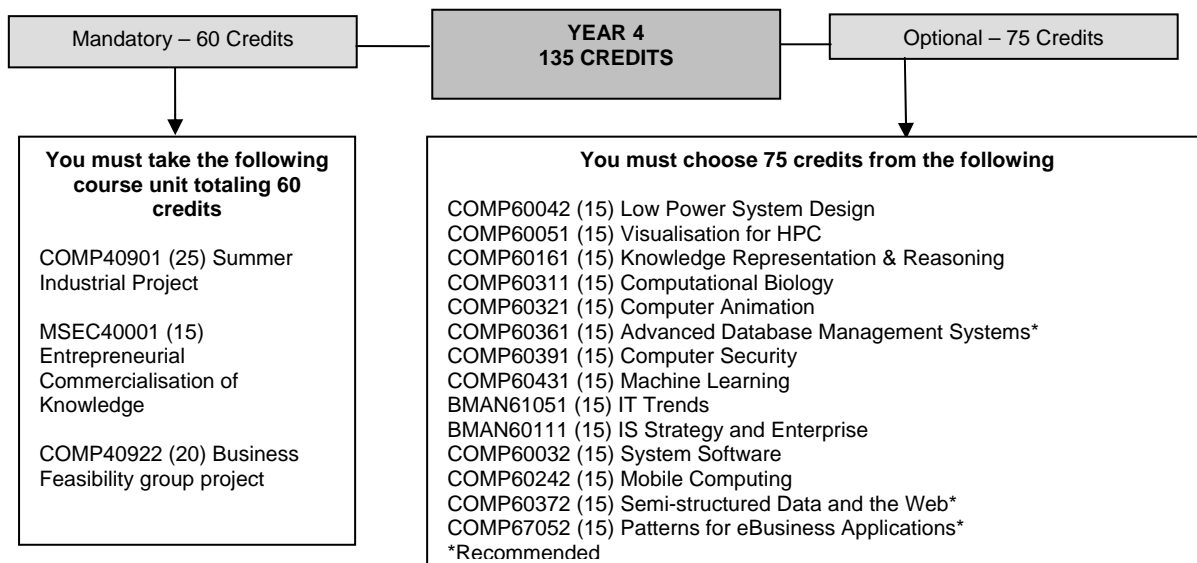 Mandatory – 60 Credits
YEAR 4
135 CREDITS
Optional – 75 Credits
You must take the following
course unit totaling 60
credits
COMP40901 (25) Summer
Industrial Project
MSEC40001 (15)
Entrepreneurial
Commercialisation of
Knowledge
COMP40922 (20) Business
Feasibility group project
You must choose 75 credits from the following
COMP60042 (15) Low Power System Design
COMP60051 (15) Visualisation for HPC
COMP60161 (15) Knowledge Representation & Reasoning
COMP60311 (15) Computational Biology
COMP60321 (15) Computer Animation
COMP60361 (15) Advanced Database Management Systems*
COMP60391 (15) Computer Security
COMP60431 (15) Machine Learning
BMAN61051 (15) IT Trends
BMAN60111 (15) IS Strategy and Enterprise
COMP60032 (15) System Software
COMP60242 (15) Mobile Computing
COMP60372 (15) Semi-structured Data and the Web*
COMP67052 (15) Patterns for eBusiness Applications*
*Recommended